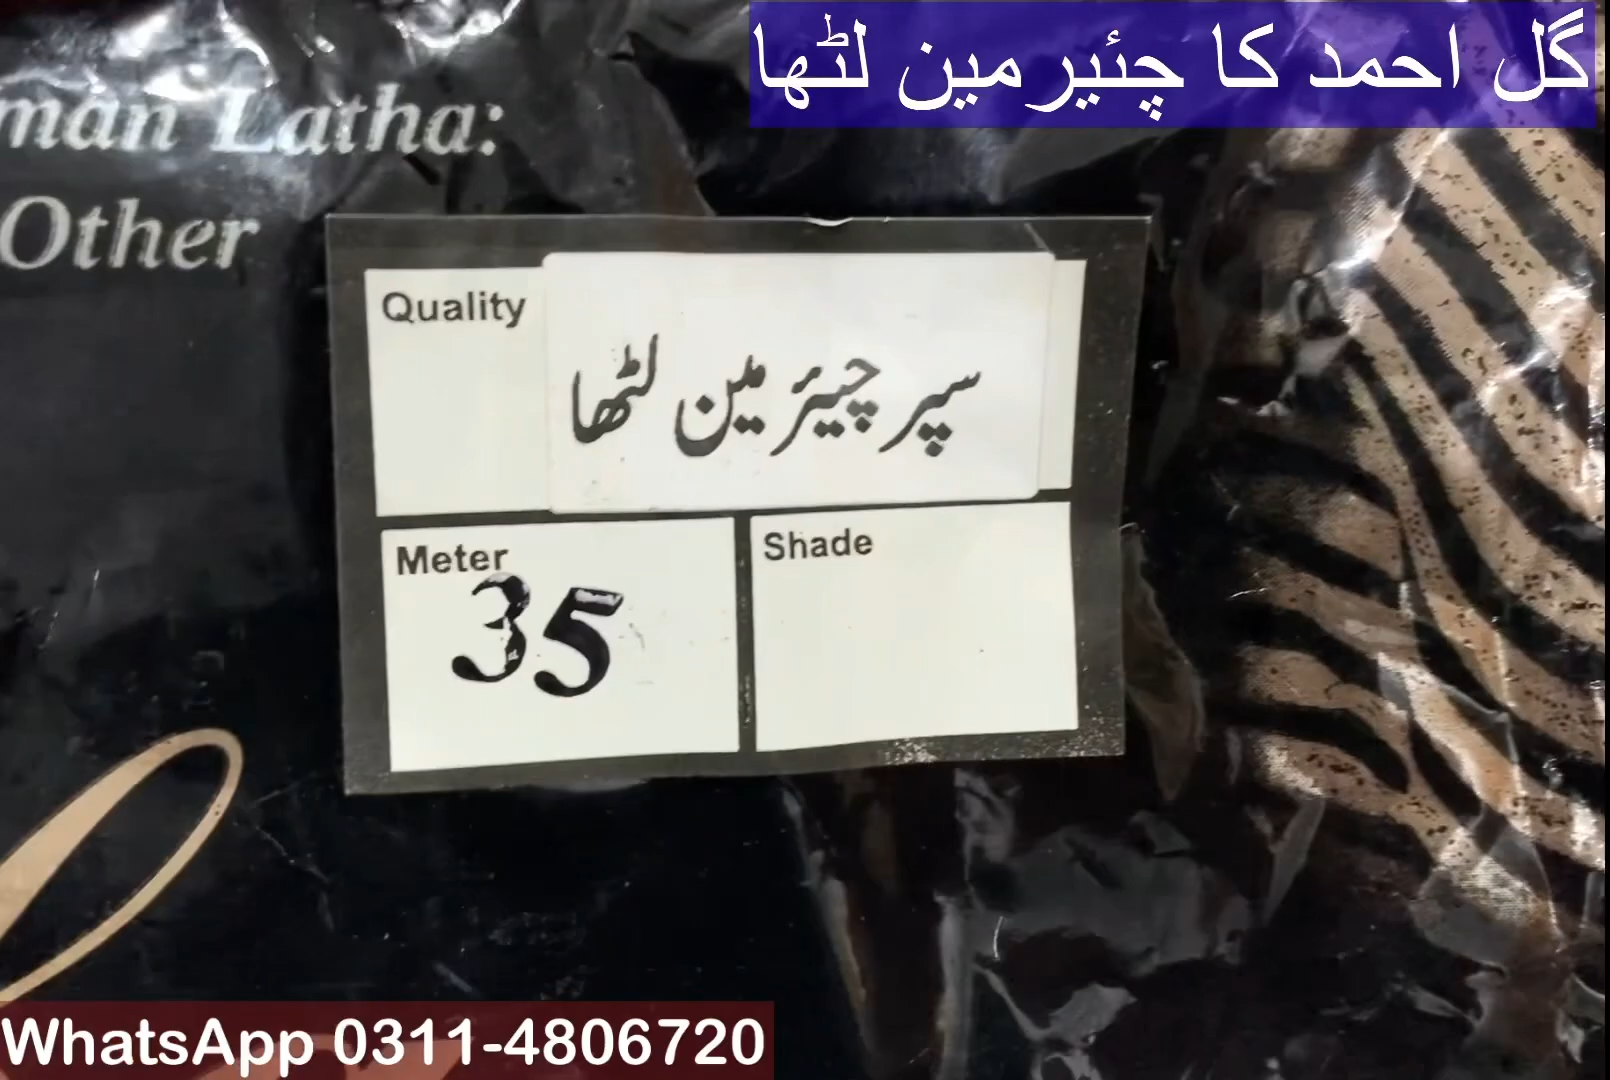 گل احمد کا چئیرمین لٹھا
man Latha:
Other
Quality
سپر چیئرمین لٹھا
Meter
35
Shade
WhatsApp 0311-4806720